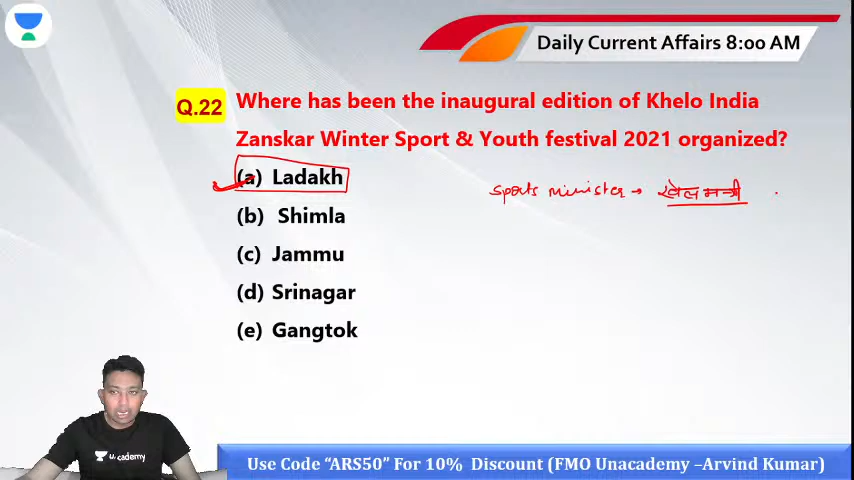 Daily Current Affairs 8:00 AM
Q.22 Where has been the inaugural edition of Khelo India
Zanskar Winter Sport & Youth festival 2021 organized?
(a) Ladakh
sports minister → खेल मन्त्री
(b) Shimla
(c) Jammu
(d) Srinagar
(e) Gangtok
u.cademy
Use Code “ARS50” For 10% Discount (FMO Unacademy –Arvind Kumar)